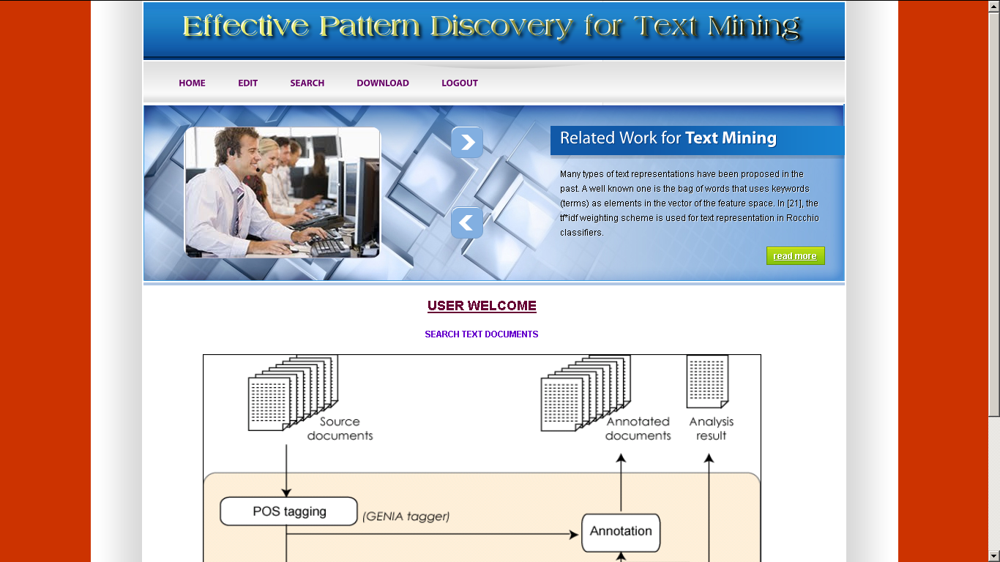 Effective Pattern Discovery for Text Mining
HOME EDIT SEARCH DOWNLOAD LOGOUT
Related Work for Text Mining
Many types of text representations have been proposed in the
past. A well known one is the bag of words that uses keywords
(terms) as elements in the vector of the feature space. In [21], the
tf*idf weighting scheme is used for text representation in Rocchio
classifiers.
read more
USER WELCOME
SEARCH TEXT DOCUMENTS
Source
documents
Annotated
documents
Analysis
result
POS tagging
(GENIA tagger)
Annotation